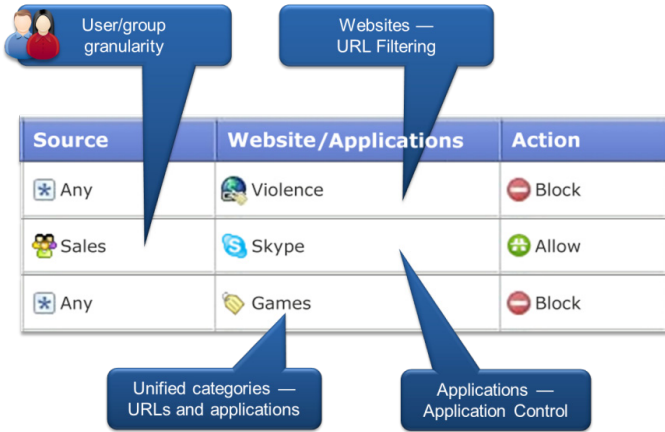 User/group
granularity
Websites —
URL Filtering
Source Website/Applications Action
Any Violence Block
Sales Skype Allow
Any Games Block
Unified categories —
URLs and applications
Applications —
Application Control